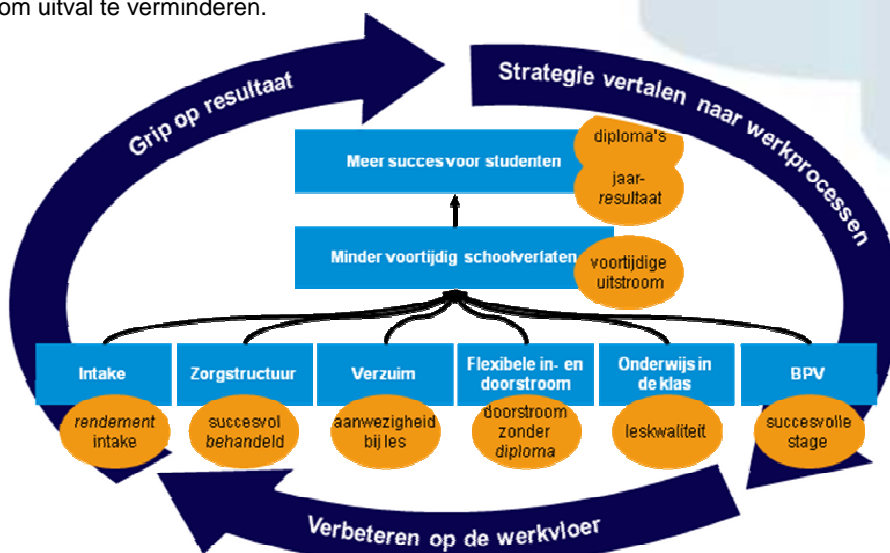 om uitval te verminderen.
Grip op resultaat
Strategie vertalen naar werkprocessen
Meer succes voor studenten
diploma's
jaar-
resultaat
Minder voortijdig schoolverlaten
voortijdige
uitstroom
Intake
rendement
intake
Zorgstructuur
succesvol
behandeld
Verzuim
aanwezigheid
bij les
Flexibele in- en
doorstroom
doorstroom
zonder
diploma
Onderwijs in
de klas
leskwaliteit
BPV
succesvolle
stage
Verbeteren op de werkvloer